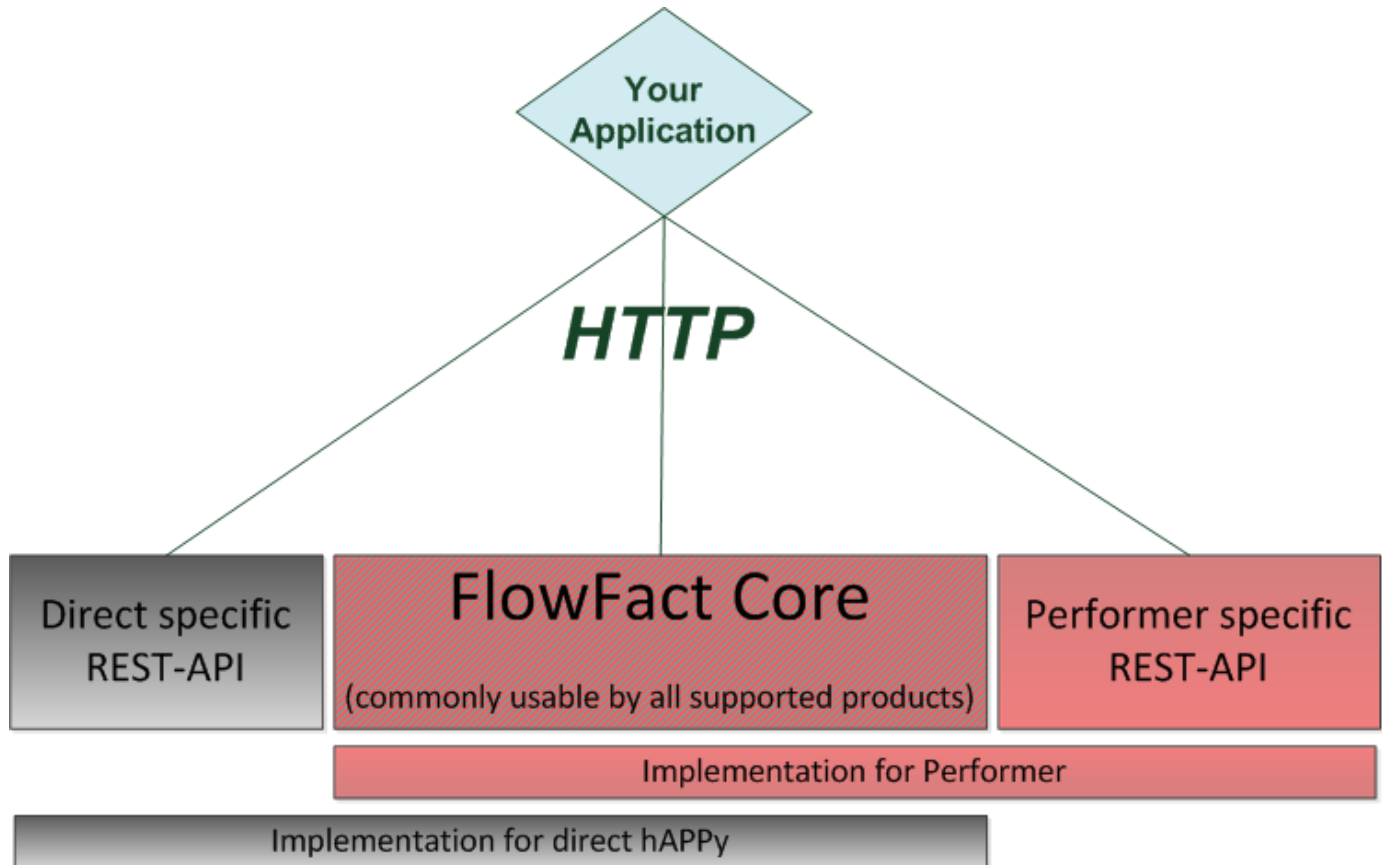 Your
Application
HTTP
Direct specific
REST-API
FlowFact Core
(commonly usable by all supported products)
Performer specific
REST-API
Implementation for Performer
Implementation for direct hAPPy